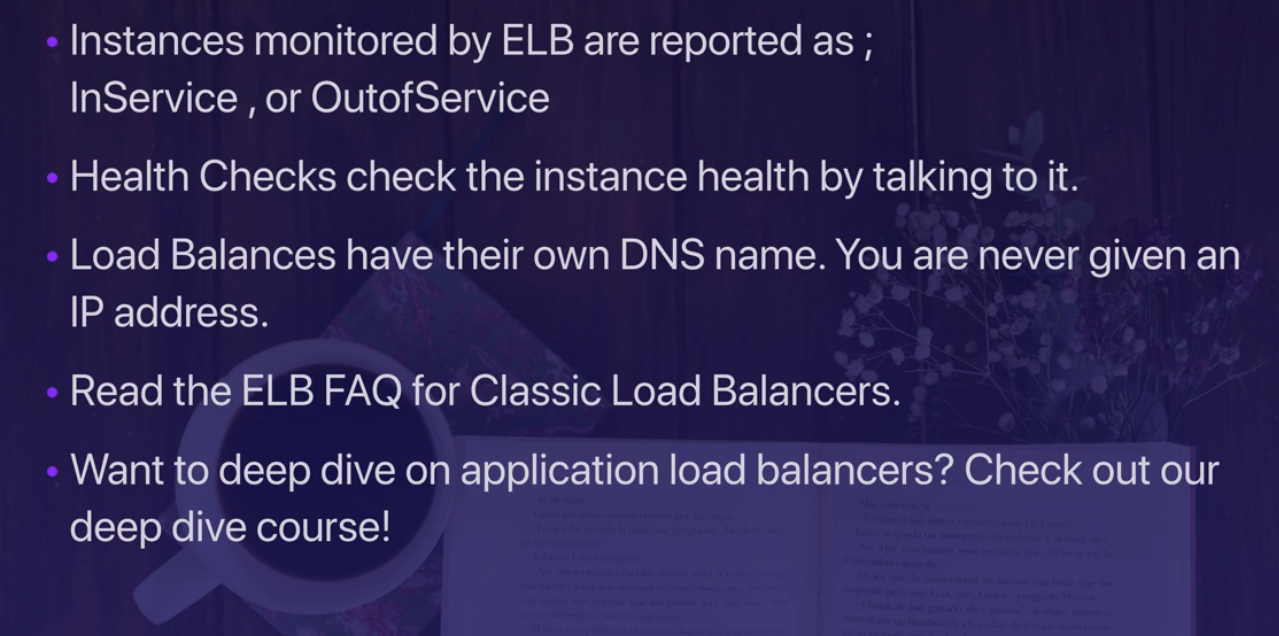 • Instances monitored by ELB are reported as ;
InService , or OutofService
• Health Checks check the instance health by talking to it.
• Load Balances have their own DNS name. You are never given an
IP address.
• Read the ELB FAQ for Classic Load Balancers.
• Want to deep dive on application load balancers? Check out our
deep dive course!